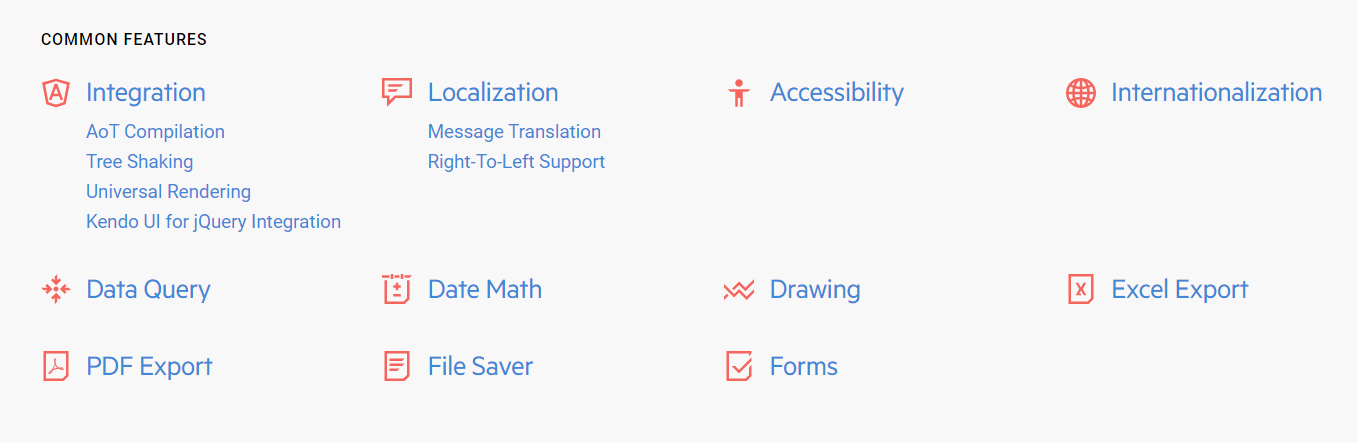 COMMON FEATURES
Integration
AoT Compilation
Tree Shaking
Universal Rendering
Kendo UI for jQuery Integration
Localization
Message Translation
Right-To-Left Support
Accessibility
Internationalization
Data Query
Date Math
Drawing
Excel Export
PDF Export
File Saver
Forms